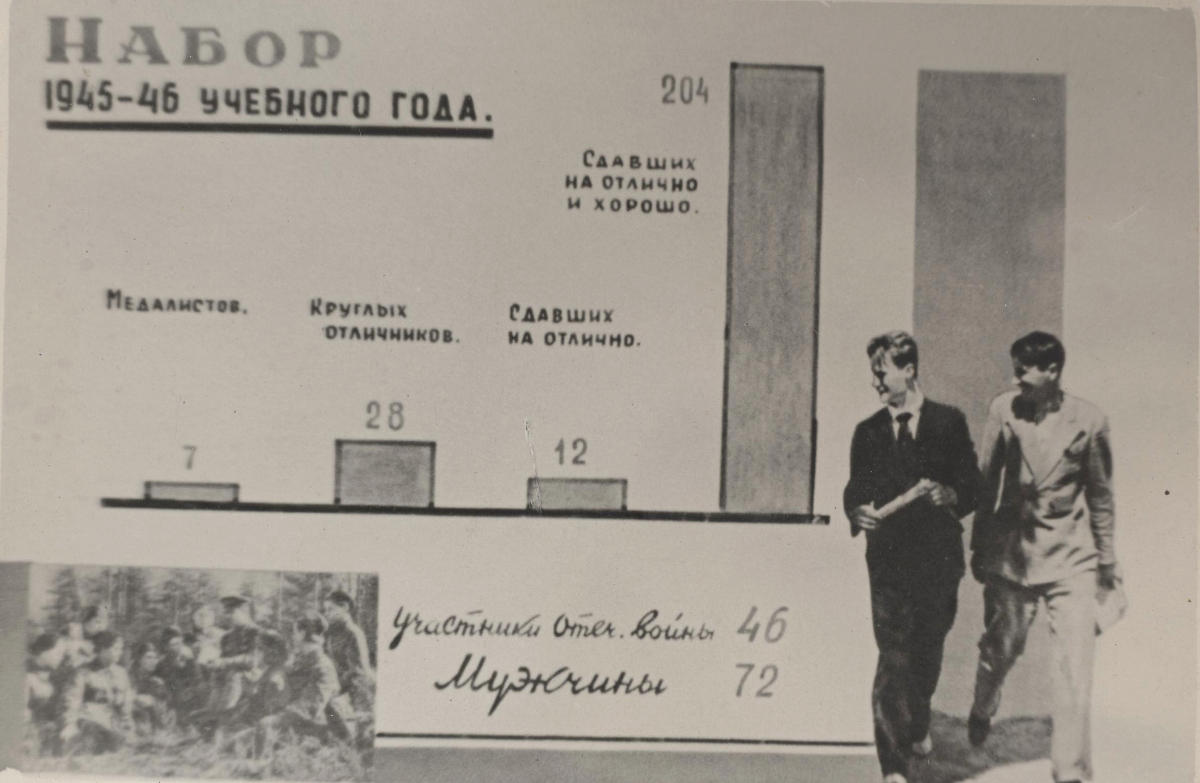 НАБОР
1945-46 УЧЕБНОГО ГОДА.
204
СДАВШИХ
НА ОТЛИЧНО
И ХОРОШО.
МЕДАЛИСТОВ.
КРУГЛЫХ
ОТЛИЧНИКОВ.
СДАВШИХ
НА ОТЛИЧНО.
7
28
12
Участники Отеч. войны 46
Мужчины 72